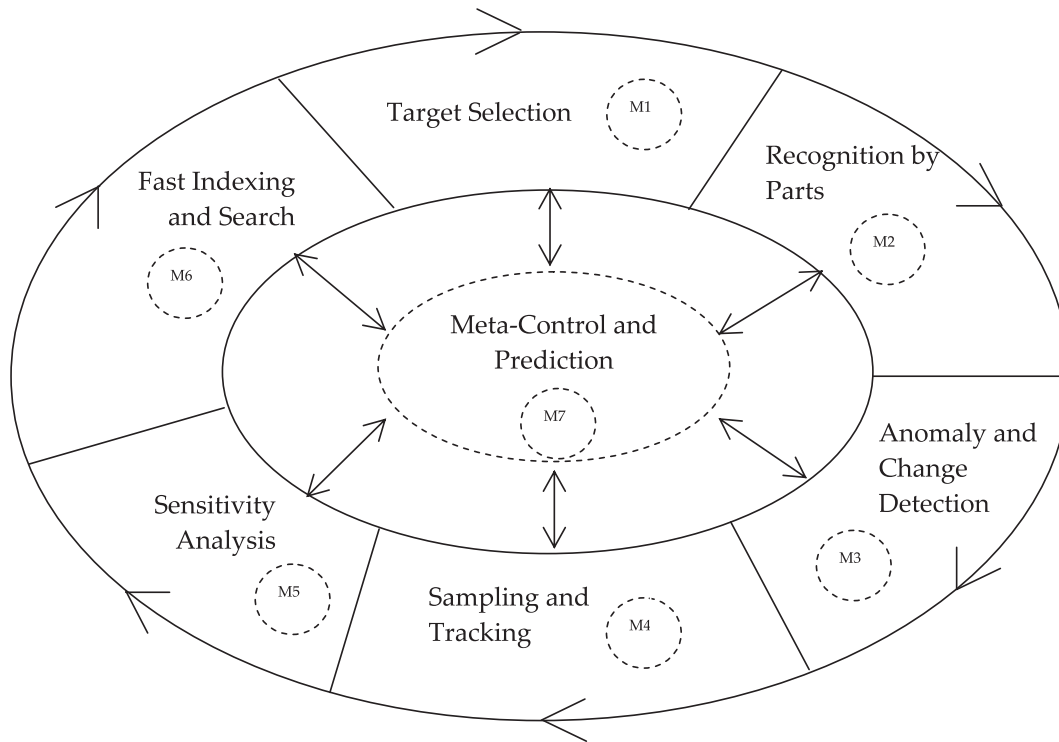 Target Selection
M1
Recognition by
Parts
M2
Anomaly and
Change
Detection
M3
Sampling and
Tracking
M4
Sensitivity
Analysis
M5
Fast Indexing
and Search
M6
Meta-Control and
Prediction
M7